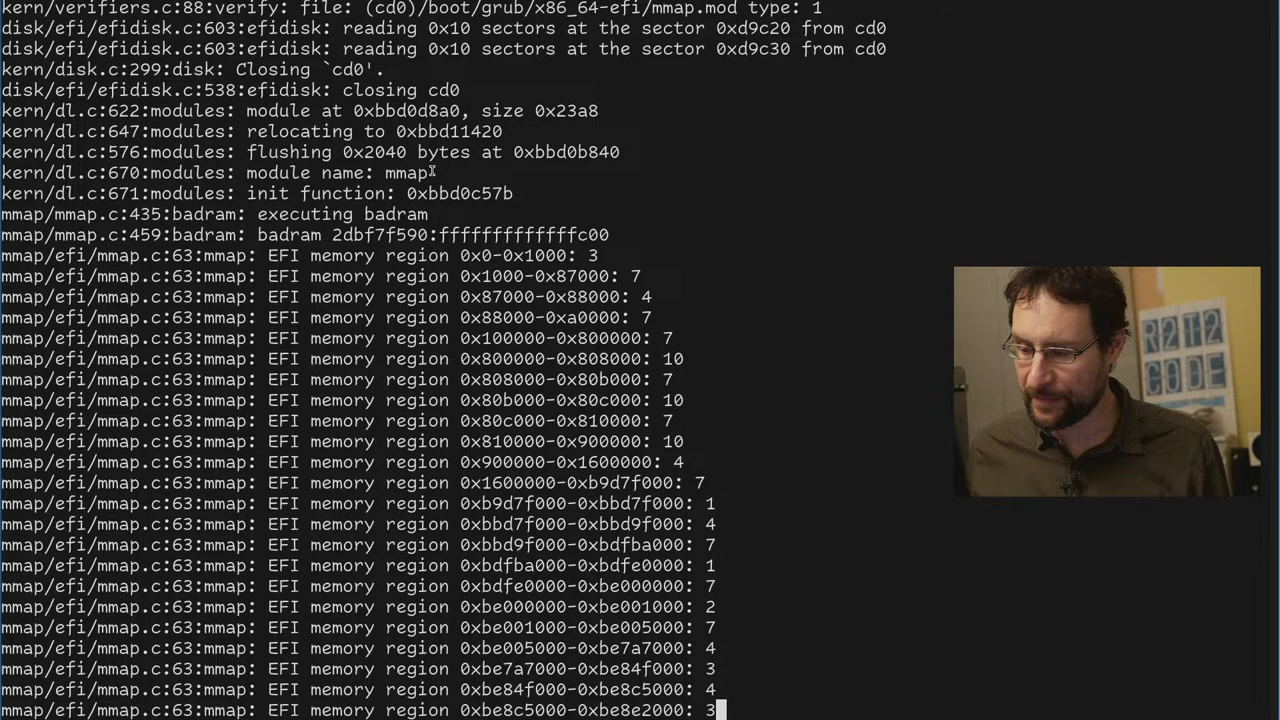 kern/verifiers.c:88:verify: file: (cd0)/boot/grub/x86_64-efi/mmap.mod type: 1
disk/efi/efidisk.c:603:efidisk: reading 0x10 sectors at the sector 0xd9c20 from cd0
disk/efi/efidisk.c:603:efidisk: reading 0x10 sectors at the sector 0xd9c30 from cd0
kern/disk.c:299:disk: Closing `cd0'.
disk/efi/efidisk.c:538:efidisk: closing cd0
kern/dl.c:622:modules: module at 0xbbd0d8a0, size 0x23a8
kern/dl.c:647:modules: relocating to 0xbbd11420
kern/dl.c:576:modules: flushing 0x2040 bytes at 0xbbd0b840
kern/dl.c:670:modules: module name: mmap
kern/dl.c:671:modules: init function: 0xbbd0c57b
mmap/mmap.c:435:badram: executing badram
mmap/mmap.c:459:badram: badram 2dbf7f590:fffffffffffffc00
mmap/efi/mmap.c:63:mmap: EFI memory region 0x0-0x1000: 3
mmap/efi/mmap.c:63:mmap: EFI memory region 0x1000-0x87000: 7
mmap/efi/mmap.c:63:mmap: EFI memory region 0x87000-0x88000: 4
mmap/efi/mmap.c:63:mmap: EFI memory region 0x88000-0xa0000: 7
mmap/efi/mmap.c:63:mmap: EFI memory region 0x100000-0x800000: 7
mmap/efi/mmap.c:63:mmap: EFI memory region 0x800000-0x808000: 10
mmap/efi/mmap.c:63:mmap: EFI memory region 0x808000-0x80b000: 7
mmap/efi/mmap.c:63:mmap: EFI memory region 0x80b000-0x80c000: 10
mmap/efi/mmap.c:63:mmap: EFI memory region 0x80c000-0x810000: 7
mmap/efi/mmap.c:63:mmap: EFI memory region 0x810000-0x900000: 10
mmap/efi/mmap.c:63:mmap: EFI memory region 0x900000-0x1600000: 4
mmap/efi/mmap.c:63:mmap: EFI memory region 0x1600000-0xb9d7f000: 7
mmap/efi/mmap.c:63:mmap: EFI memory region 0xb9d7f000-0xbbd7f000: 1
mmap/efi/mmap.c:63:mmap: EFI memory region 0xbbd7f000-0xbbd9f000: 4
mmap/efi/mmap.c:63:mmap: EFI memory region 0xbbd9f000-0xbdfba000: 7
mmap/efi/mmap.c:63:mmap: EFI memory region 0xbdfba000-0xbdfe0000: 1
mmap/efi/mmap.c:63:mmap: EFI memory region 0xbdfe0000-0xbe000000: 7
mmap/efi/mmap.c:63:mmap: EFI memory region 0xbe000000-0xbe001000: 2
mmap/efi/mmap.c:63:mmap: EFI memory region 0xbe001000-0xbe005000: 7
mmap/efi/mmap.c:63:mmap: EFI memory region 0xbe005000-0xbe7a7000: 4
mmap/efi/mmap.c:63:mmap: EFI memory region 0xbe7a7000-0xbe84f000: 3
mmap/efi/mmap.c:63:mmap: EFI memory region 0xbe84f000-0xbe8c5000: 4
mmap/efi/mmap.c:63:mmap: EFI memory region 0xbe8c5000-0xbe8e2000: 3
R2T2
CODE